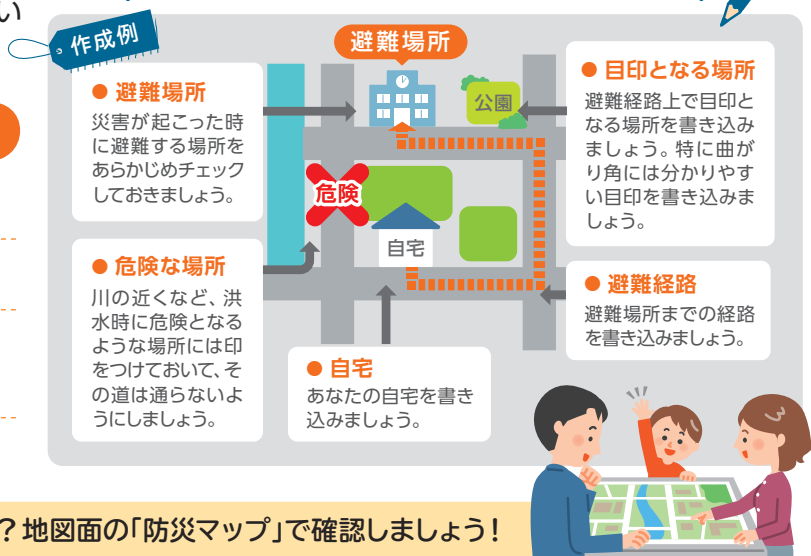 い
作成例
避難場所
● 避難場所
災害が起こった時
に避難する場所を
あらかじめチェック
しておきましょう。
公園
● 目印となる場所
避難経路上で目印と
なる場所を書き込み
ましょう。特に曲が
り角には分かりやす
い目印を書き込みま
しょう。
危険
自宅
● 危険な場所
川の近くなど、洪
水時に危険となる
ような場所には印
をつけておいて、そ
の道は通らないよ
うにしましょう。
● 避難経路
避難場所までの経路
を書き込みましょう。
● 自宅
あなたの自宅を書き
込みましょう。
?地図面の「防災マップ」で確認しましょう!